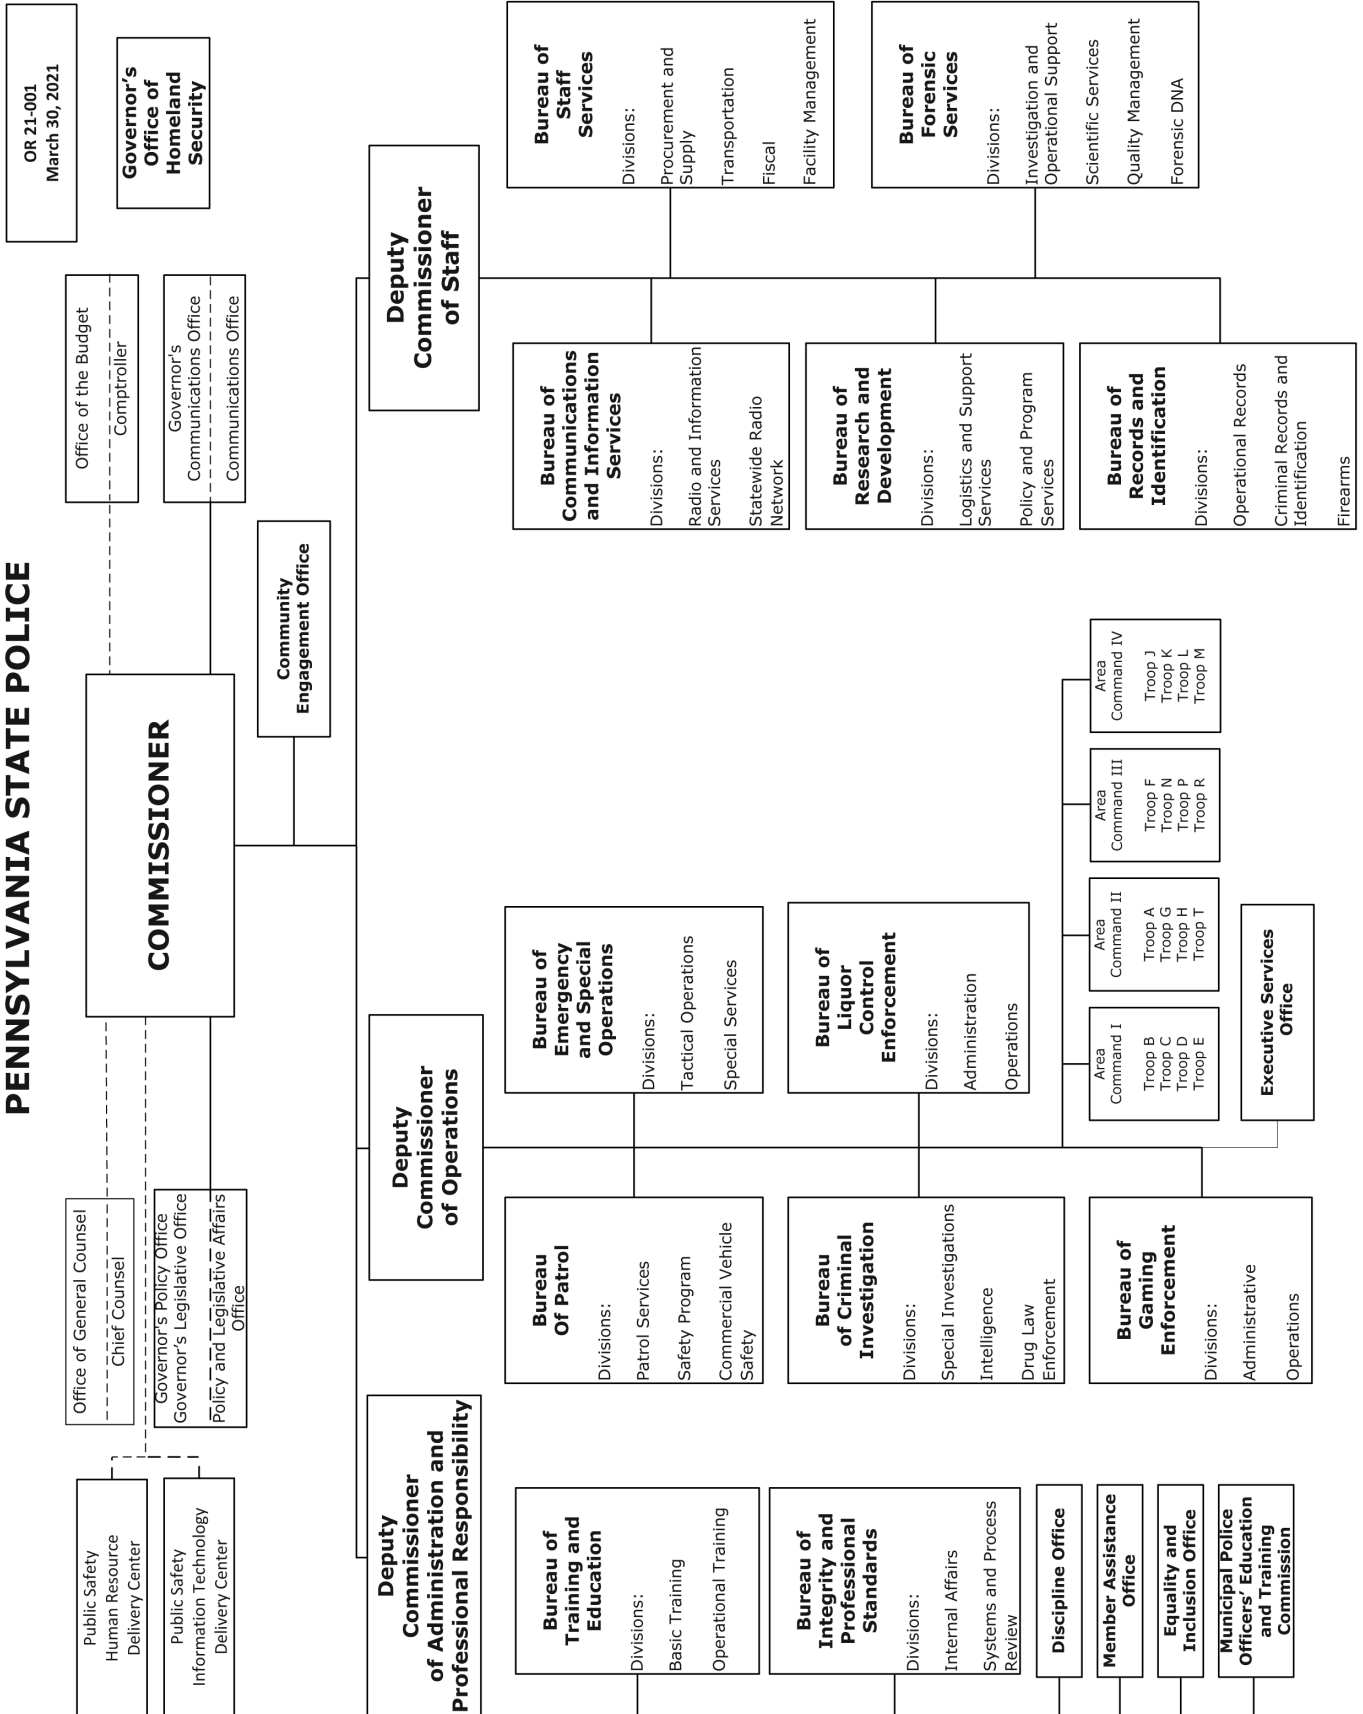 PENNSYLVANIA STATE POLICE
OR 21-001
March 30, 2021
Governor's
Office of
Homeland
Security
Public Safety
Human Resource
Delivery Center
Public Safety
Information Technology
Delivery Center
Office of General Counsel
Chief Counsel
Governor's Policy Office
Governor's Legislative Office
Policy and Legislative Affairs
Office
COMMISSIONER
Office of the Budget
Comptroller
Governor's
Communications Office
Communications Office
Community
Engagement Office
Deputy
Commissioner
of Administration and
Professional Responsibility
Deputy
Commissioner
of Operations
Deputy
Commissioner
of Staff
Bureau of
Training and
Education
Divisions:
Basic Training
Operational Training
Bureau of
Integrity and
Professional
Standards
Divisions:
Internal Affairs
Systems and Process
Review
Discipline Office
Member Assistance
Office
Equality and
Inclusion Office
Municipal Police
Officers' Education
and Training
Commission
Bureau
Of Patrol
Divisions:
Patrol Services
Safety Program
Commercial Vehicle
Safety
Bureau of
Emergency
and Special
Operations
Divisions:
Tactical Operations
Special Services
Bureau
of Criminal
Investigation
Divisions:
Special Investigations
Intelligence
Drug Law
Enforcement
Bureau of
Liquor
Control
Enforcement
Divisions:
Administration
Operations
Bureau of
Gaming
Enforcement
Divisions:
Administrative
Operations
Area
Command I
Troop B
Troop C
Troop D
Troop E
Area
Command II
Troop A
Troop G
Troop H
Troop T
Area
Command III
Troop F
Troop N
Troop P
Troop R
Area
Command IV
Troop J
Troop K
Troop L
Troop M
Executive Services
Office
Bureau of
Communications
and Information
Services
Divisions:
Radio and Information
Services
Statewide Radio
Network
Bureau of
Staff
Services
Divisions:
Procurement and
Supply
Transportation
Fiscal
Facility Management
Bureau of
Research and
Development
Divisions:
Logistics and Support
Services
Policy and Program
Services
Bureau of
Forensic
Services
Divisions:
Investigation and
Operational Support
Scientific Services
Quality Management
Forensic DNA
Bureau of
Records and
Identification
Divisions:
Operational Records
Criminal Records and
Identification
Firearms